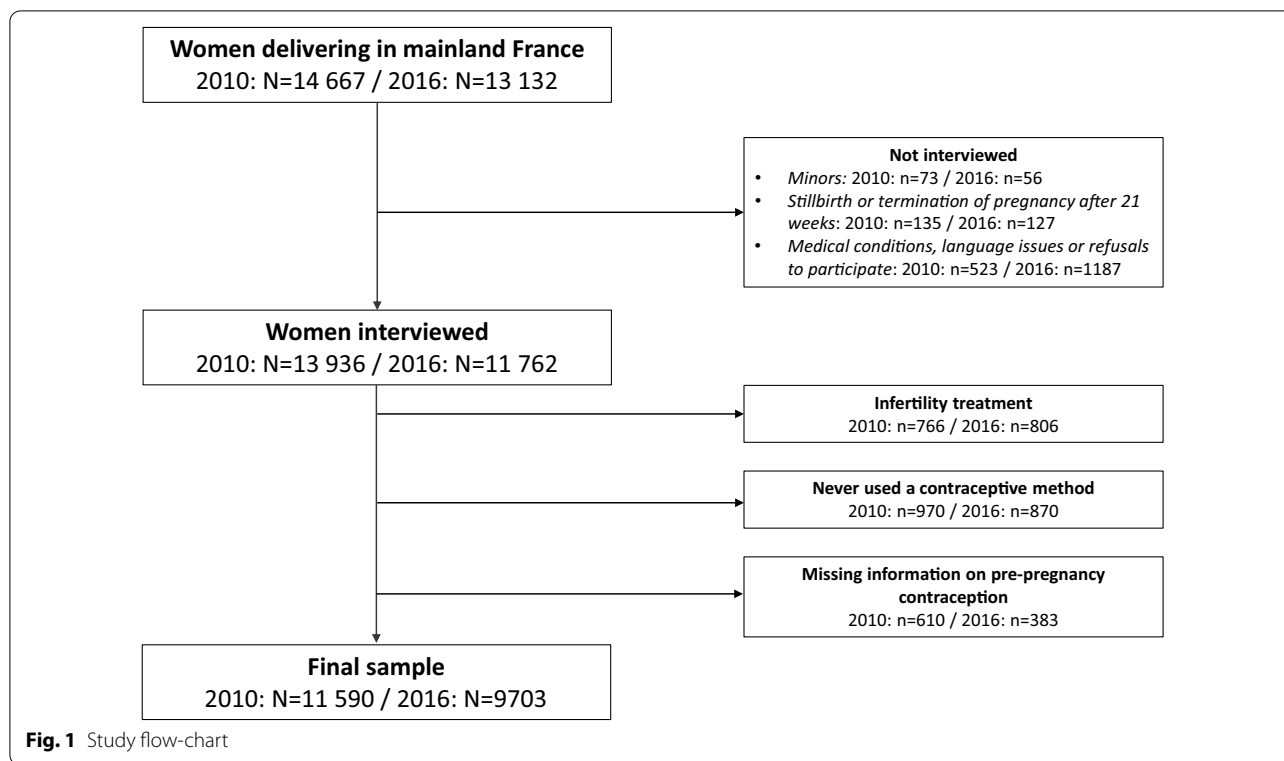 Women delivering in mainland France
2010: N=14 667 / 2016: N=13 132
Not interviewed
• Minors: 2010: n=73 / 2016: n=56
• Stillbirth or termination of pregnancy after 21
weeks: 2010: n=135 / 2016: n=127
• Medical conditions, language issues or refusals
to participate: 2010: n=523 / 2016: n=1187
Women interviewed
2010: N=13 936 / 2016: N=11 762
Infertility treatment
2010: n=766 / 2016: n=806
Never used a contraceptive method
2010: n=970 / 2016: n=870
Missing information on pre-pregnancy
contraception
2010: n=610 / 2016: n=383
Final sample
2010: N=11 590 / 2016: N=9703
Fig. 1 Study flow-chart